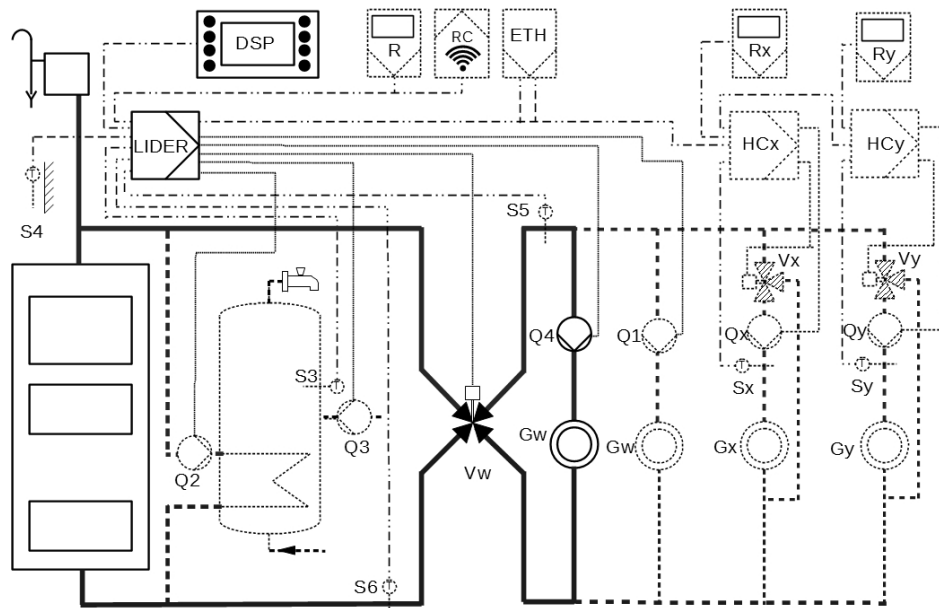 DSP
R
RC
ETH
Rx
Ry
LIDER
HCx
HCy
T
S4
S5
T
Vx
Vy
Q4
Q1
Qx
Qy
S3
T
T
Sx
T
Sy
Q3
Q2
Vw
Gw
Gw
Gx
Gy
S6
T